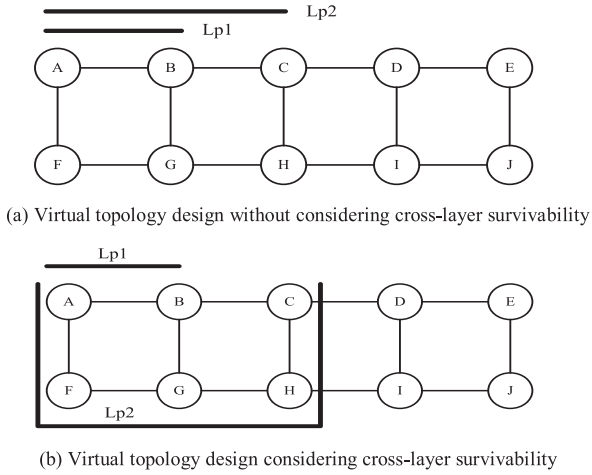 Lp2
Lp1
A B C D E
F G H I J
(a) Virtual topology design without considering cross-layer survivability
Lp1
A B C D E
F G H I J
Lp2
(b) Virtual topology design considering cross-layer survivability